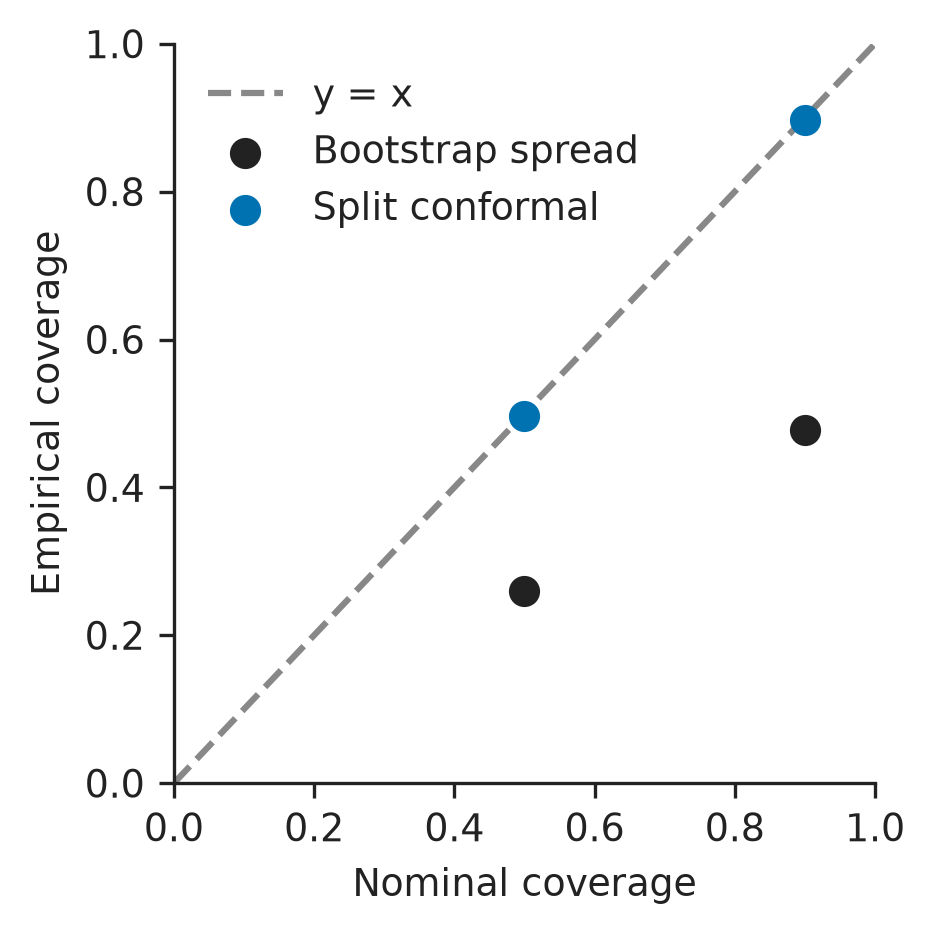 1.0
y = x
Bootstrap spread
0.8
Split conformal
0.6
Empirical coverage
0.4
0.2
0.0
0.0 0.2 0.4 0.6 0.8 1.0
Nominal coverage